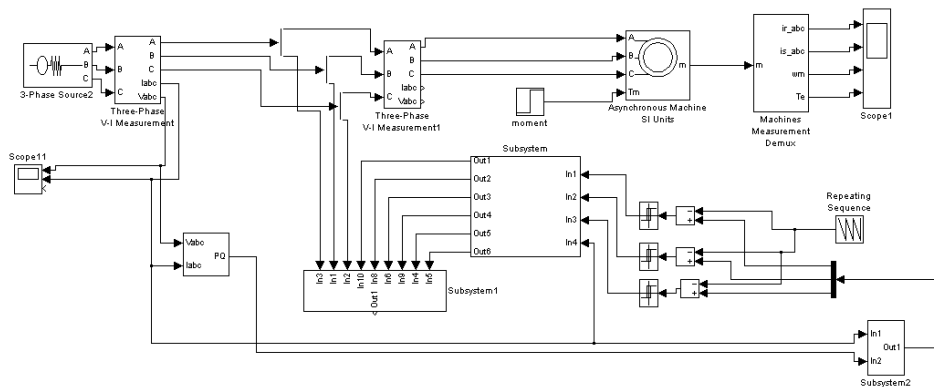 A
B
C
3-Phase Source2
A
B
C
A
B
C
Iabc
Vabc
Three-Phase
V-I Measurement
A
B
C
A
B
C
Iabc
Vabc
Three-Phase
V-I Measurement1
moment
A
B
C
Tm
m
Asynchronous Machine
SI Units
m
ir_abc
is_abc
wm
Te
Machines
Measurement
Demux
Scope1
Scope11
Subsystem
Out1
Out2
Out3
Out4
Out5
Out6
In1
In2
In3
In4
Repeating
Sequence
Vabc
Iabc
PQ
In3
In1
In2
In10
In8
In6
In9
In4
In5
Out1
Subsystem1
In1
In2
Out1
Subsystem2